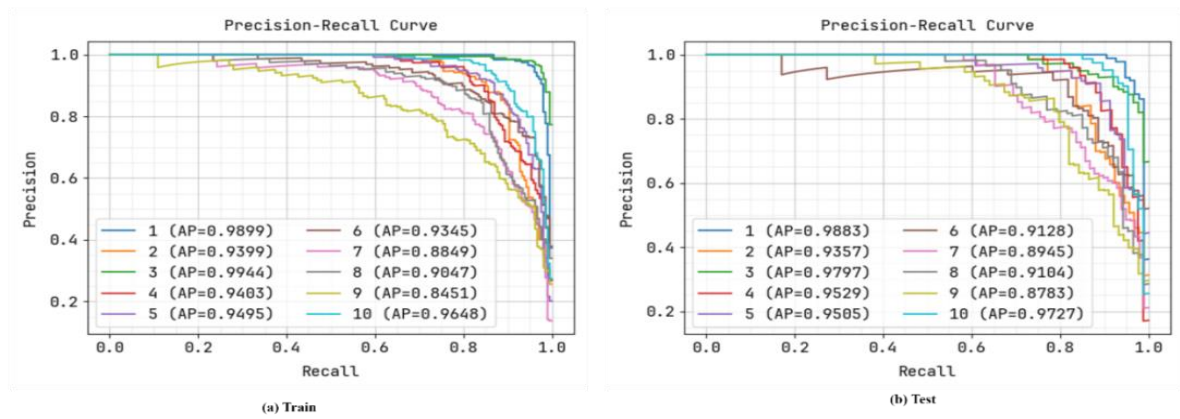 Precision-Recall Curve
Precision
1.0
0.8
0.6
0.4
0.2
1 (AP=0.9899)
2 (AP=0.9399)
3 (AP=0.9944)
4 (AP=0.9403)
5 (AP=0.9495)
6 (AP=0.9345)
7 (AP=0.8849)
8 (AP=0.9047)
9 (AP=0.8451)
10 (AP=0.9648)
0.0 0.2 0.4 0.6 0.8 1.0
Recall
(a) Train
Precision-Recall Curve
Precision
1.0
0.8
0.6
0.4
0.2
1 (AP=0.9883)
2 (AP=0.9357)
3 (AP=0.9797)
4 (AP=0.9529)
5 (AP=0.9505)
6 (AP=0.9128)
7 (AP=0.8945)
8 (AP=0.9104)
9 (AP=0.8783)
10 (AP=0.9727)
0.0 0.2 0.4 0.6 0.8 1.0
Recall
(b) Test